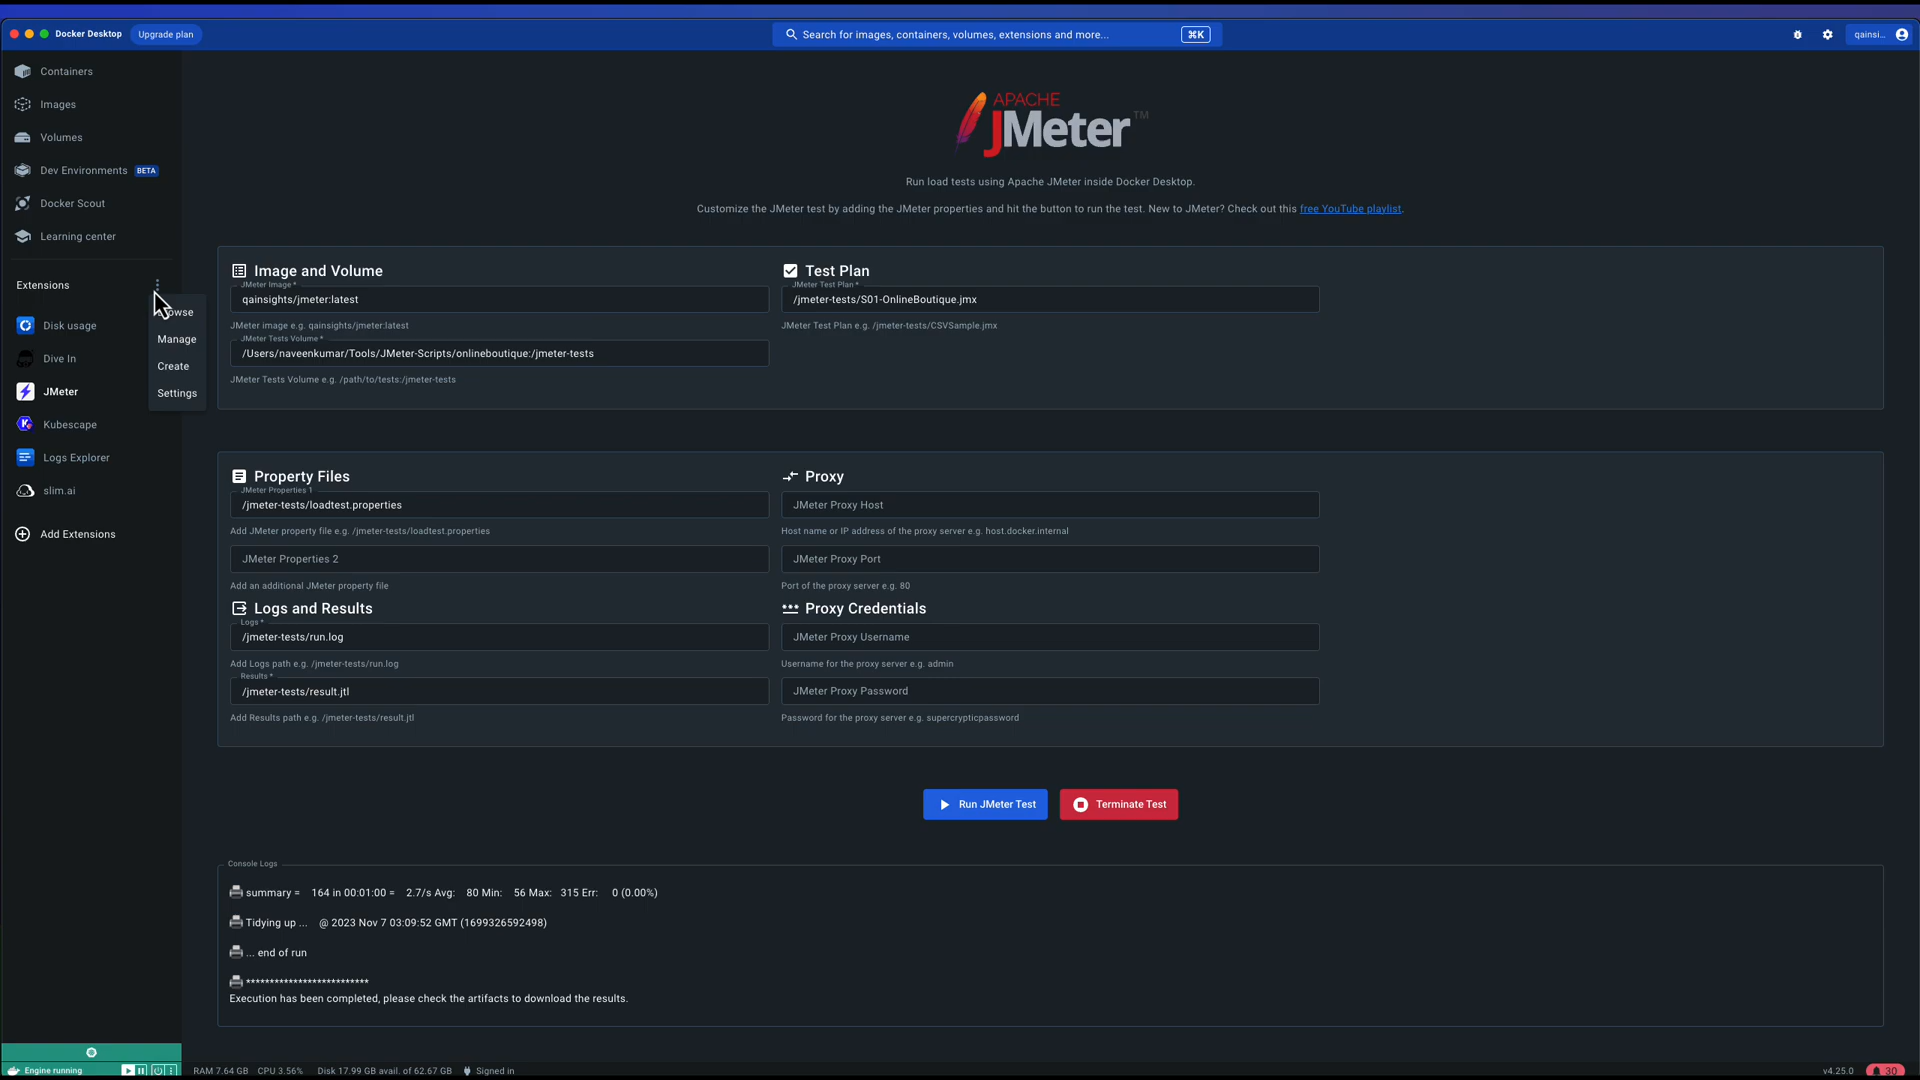 Docker Desktop
Upgrade plan
Search for images, containers, volumes, extensions and more...
⌘K
qainsi...
Containers
Images
Volumes
Dev Environments BETA
Docker Scout
Learning center
Extensions
Manage
Create
Settings
Disk usage
Dive In
JMeter
Kubescape
Logs Explorer
slim.ai
Add Extensions
APACHE
JMeter™
Run load tests using Apache JMeter inside Docker Desktop.
Customize the JMeter test by adding the JMeter properties and hit the button to run the test. New to JMeter? Check out this free YouTube playlist.
Image and Volume
JMeter Image *
qainsights/jmeter:latest
JMeter image e.g. qainsights/jmeter:latest
JMeter Tests Volume *
/Users/naveenkumar/Tools/JMeter-Scripts/onlineboutique:/jmeter-tests
JMeter Tests Volume e.g. /path/to/tests:/jmeter-tests
Test Plan
JMeter Test Plan *
/jmeter-tests/S01-OnlineBoutique.jmx
JMeter Test Plan e.g. /jmeter-tests/CSVSample.jmx
Property Files
JMeter Properties 1
/jmeter-tests/loadtest.properties
Add JMeter property file e.g. /jmeter-tests/loadtest.properties
JMeter Properties 2
Add an additional JMeter property file
Proxy
JMeter Proxy Host
Host name or IP address of the proxy server e.g. host.docker.internal
JMeter Proxy Port
Port of the proxy server e.g. 80
Logs and Results
Logs *
/jmeter-tests/run.log
Add Logs path e.g. /jmeter-tests/run.log
Results *
/jmeter-tests/result.jtl
Add Results path e.g. /jmeter-tests/result.jtl
Proxy Credentials
JMeter Proxy Username
Username for the proxy server e.g. admin
JMeter Proxy Password
Password for the proxy server e.g. supercrypticpassword
Run JMeter Test
Terminate Test
Console Logs
summary = 164 in 00:01:00 = 2.7/s Avg: 80 Min: 56 Max: 315 Err: 0 (0.00%)
Tidying up ... @ 2023 Nov 7 03:09:52 GMT (1699326592498)
... end of run
*************************
Execution has been completed, please check the artifacts to download the results.
Engine running
RAM 7.64 GB CPU 3.56% Disk 17.99 GB avail. of 62.67 GB Signed in
v4.25.0
30